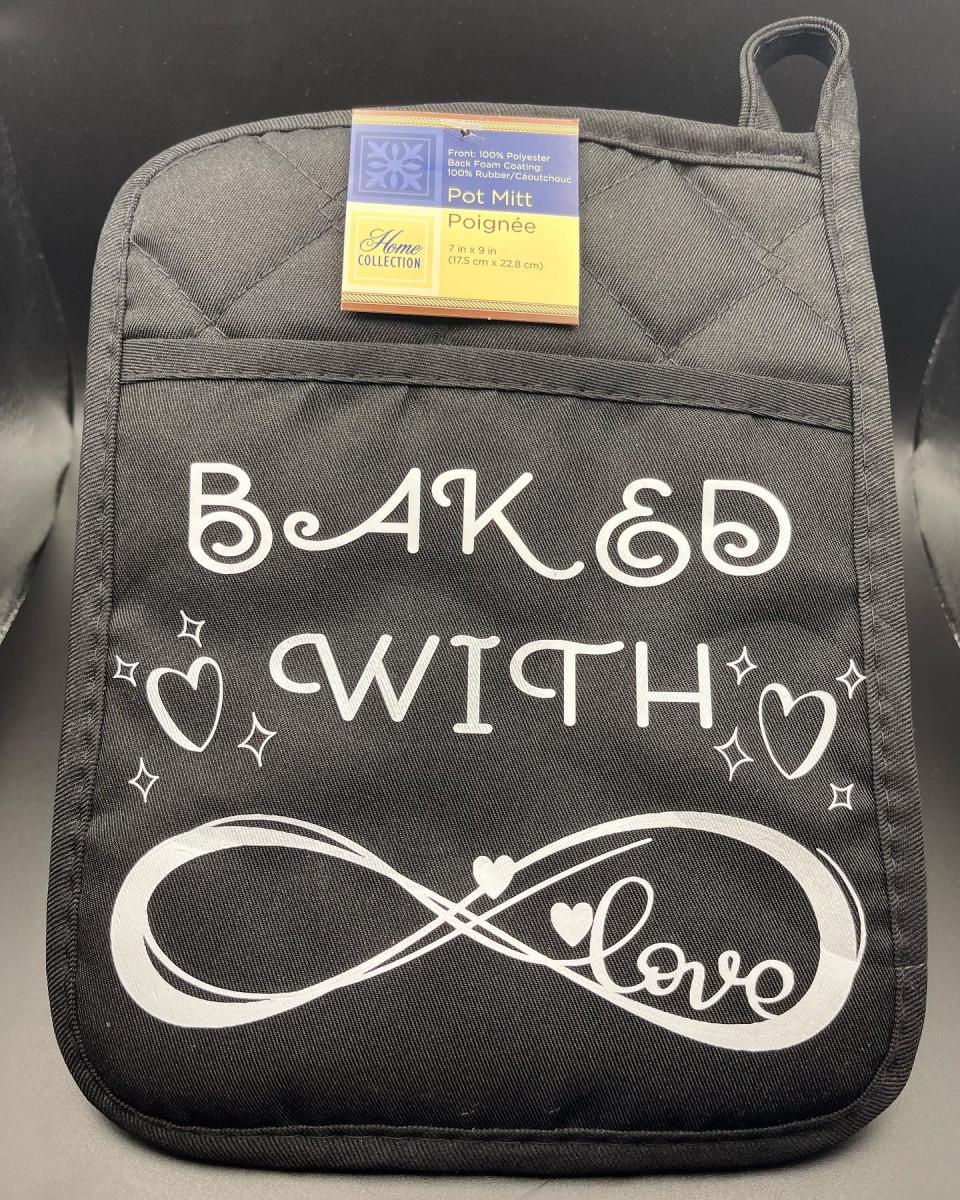 Front: 100% Polyester
Back Foam Coating:
100% Rubber/Caoutchouc
Pot Mitt
Poignée
Home
COLLECTION
7 in x 9 in
(17.5 cm x 22.8 cm)
BAKED
WITH
love